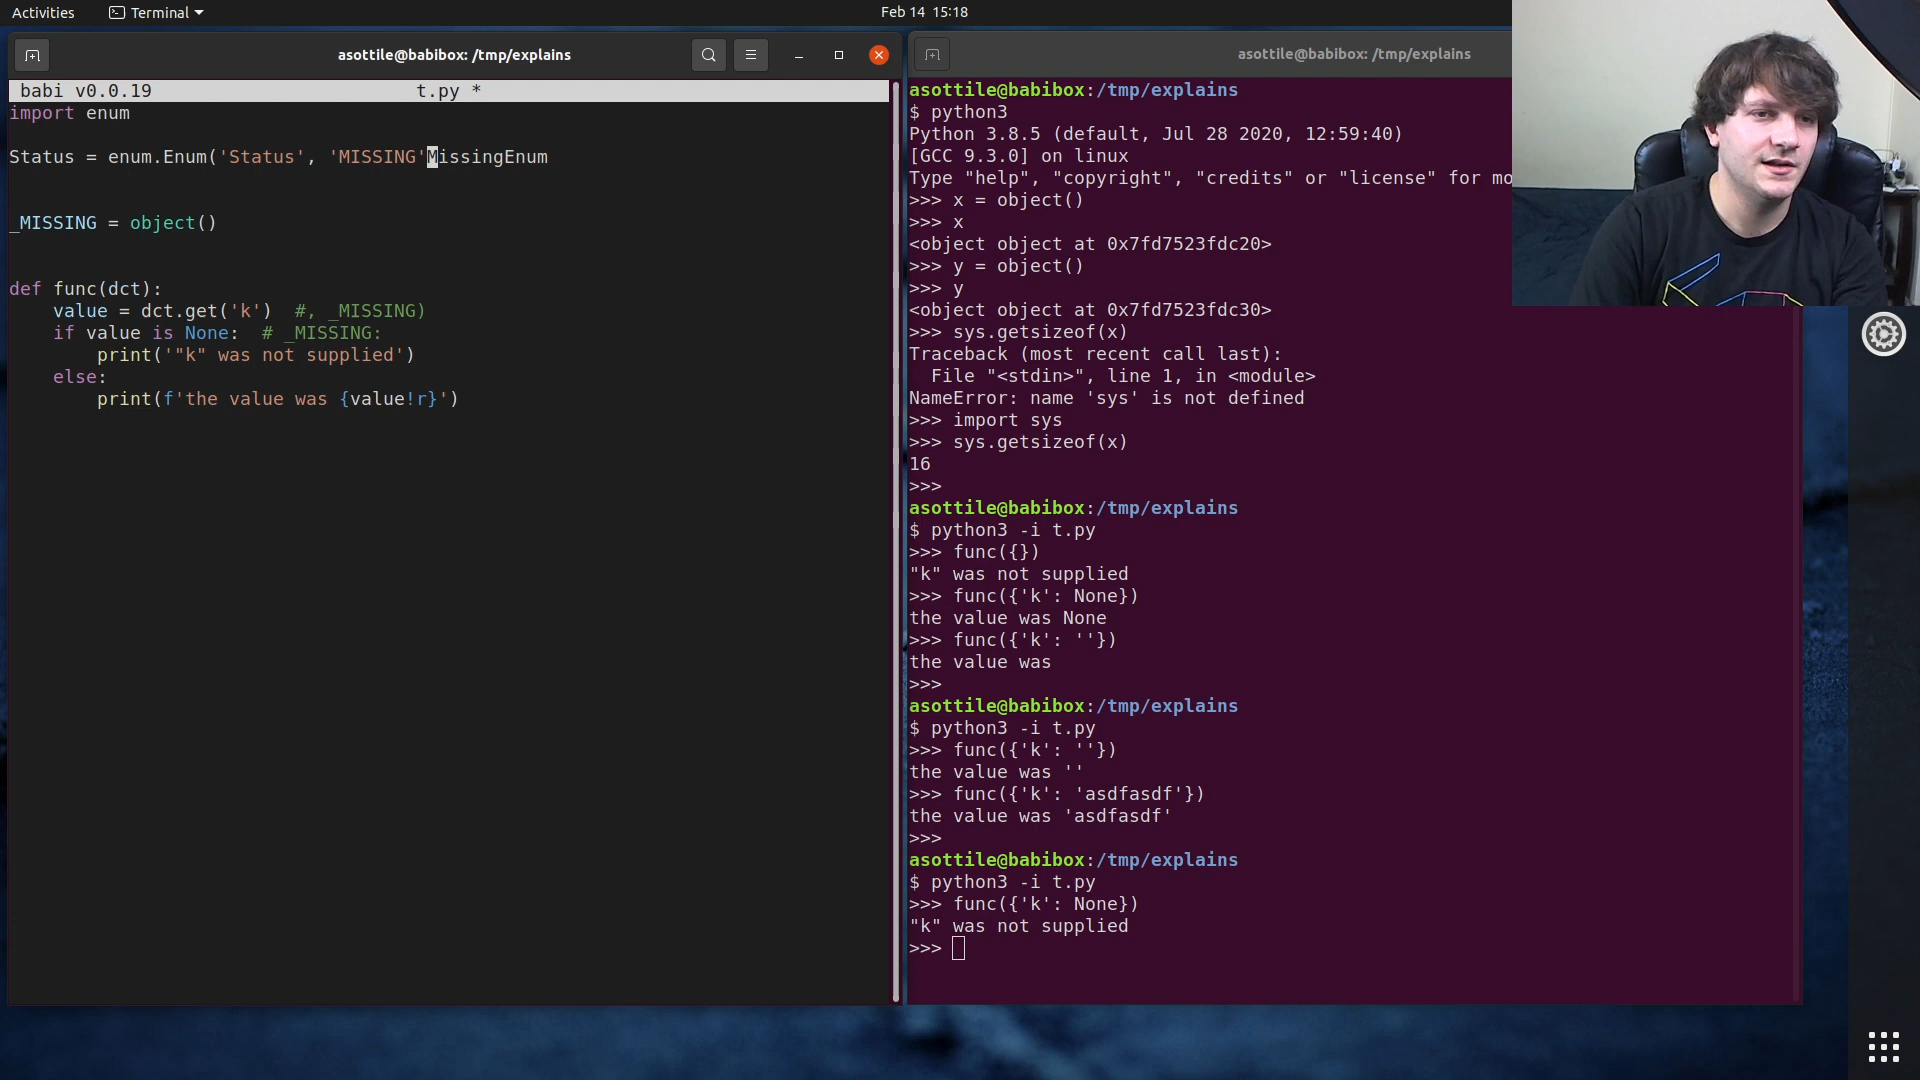 Activities
Terminal
Feb 14 15:18
asottile@babibox: /tmp/explains
babi v0.0.19 t.py *
import enum
Status = enum.Enum('Status', 'MISSING'MissingEnum
_MISSING = object()
def func(dct):
    value = dct.get('k')  #, _MISSING)
    if value is None:  # _MISSING:
        print('"k" was not supplied')
    else:
        print(f'the value was {value!r}')
asottile@babibox: /tmp/explains
asottile@babibox:/tmp/explains
$ python3
Python 3.8.5 (default, Jul 28 2020, 12:59:40)
[GCC 9.3.0] on linux
Type "help", "copyright", "credits" or "license" for mo
>>> x = object()
>>> x
<object object at 0x7fd7523fdc20>
>>> y = object()
>>> y
<object object at 0x7fd7523fdc30>
>>> sys.getsizeof(x)
Traceback (most recent call last):
  File "<stdin>", line 1, in <module>
NameError: name 'sys' is not defined
>>> import sys
>>> sys.getsizeof(x)
16
>>>
asottile@babibox:/tmp/explains
$ python3 -i t.py
>>> func({})
"k" was not supplied
>>> func({'k': None})
the value was None
>>> func({'k': ''})
the value was
>>>
asottile@babibox:/tmp/explains
$ python3 -i t.py
>>> func({'k': ''})
the value was ''
>>> func({'k': 'asdfasdf'})
the value was 'asdfasdf'
>>>
asottile@babibox:/tmp/explains
$ python3 -i t.py
>>> func({'k': None})
"k" was not supplied
>>>